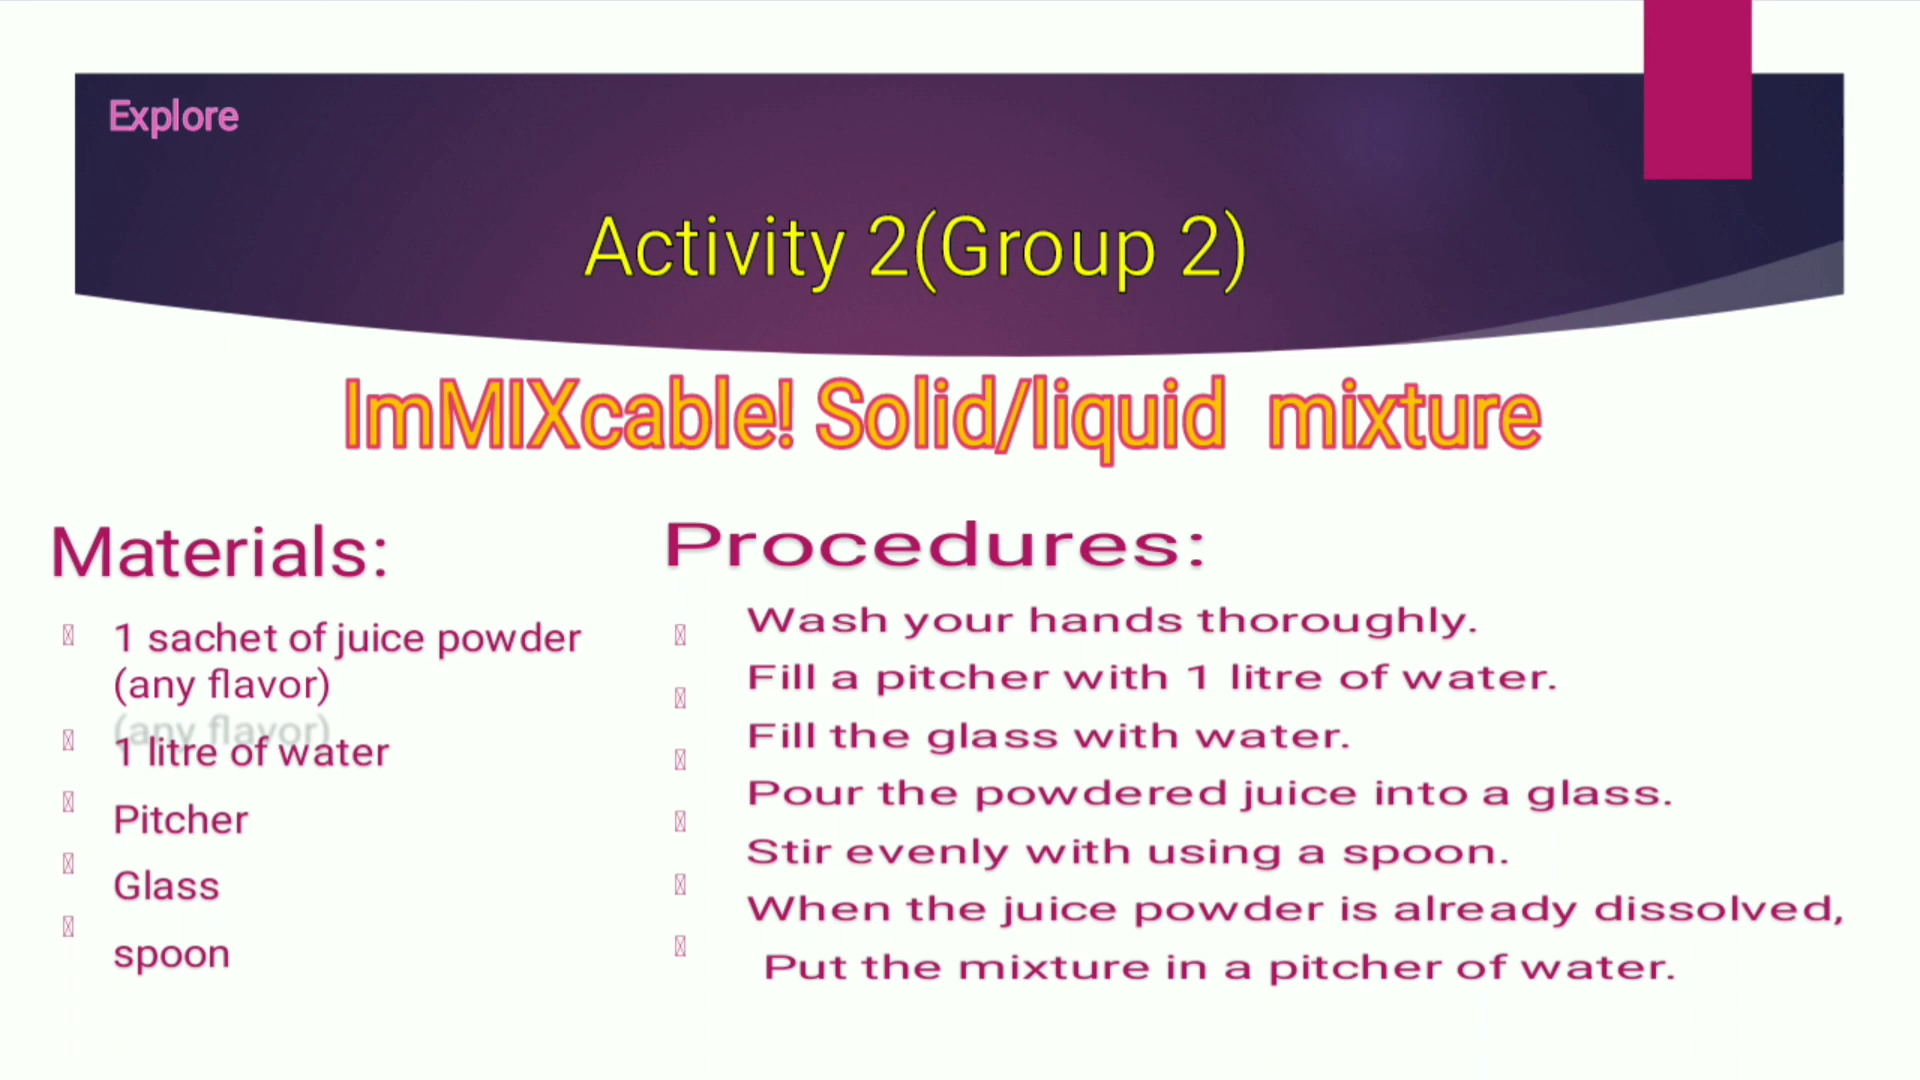 Explore
Activity 2(Group 2)
ImMIXcable! Solid/liquid mixture
Materials:
1 sachet of juice powder
(any flavor)
1 litre of water
Pitcher
Glass
spoon
Procedures:
Wash your hands thoroughly.
Fill a pitcher with 1 litre of water.
Fill the glass with water.
Pour the powdered juice into a glass.
Stir evenly with using a spoon.
When the juice powder is already dissolved,
Put the mixture in a pitcher of water.